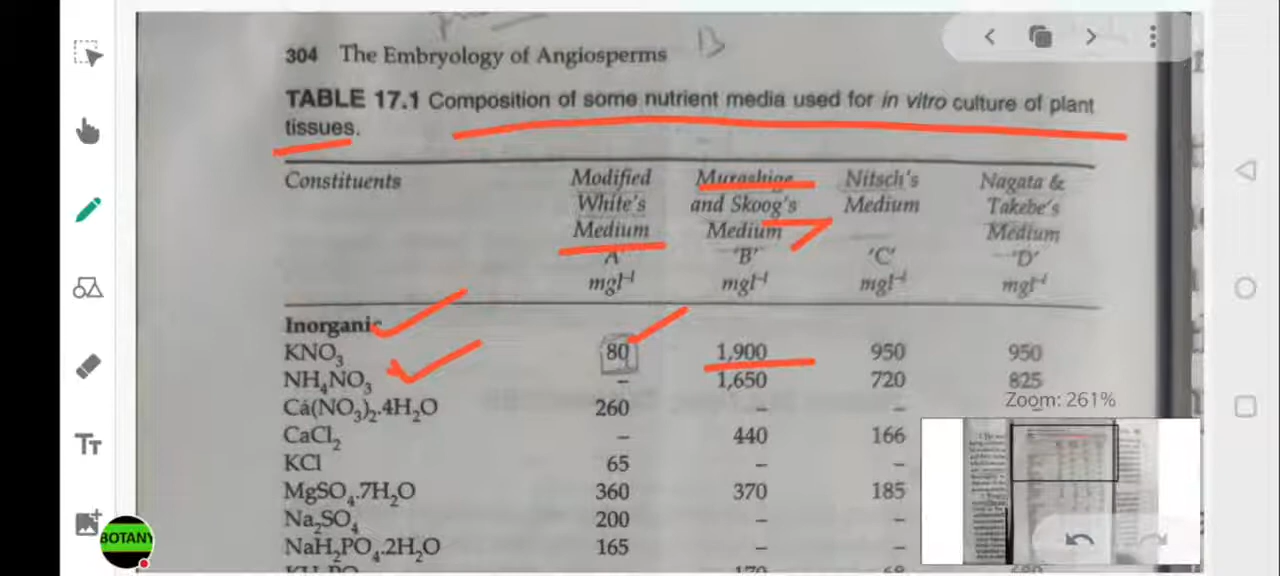 304 The Embryology of Angiosperms
TABLE 17.1 Composition of some nutrient media used for in vitro culture of plant
tissues.
Constituents Modified Murashige Nitsch's Nagata &
White's and Skoog's Medium Takebe's
Medium Medium Medium
'A' 'B' 'C' 'D'
mgl-1 mgl-1 mgl-1 mgl-1
Inorganic
KNO3 80 1,900 950 950
NH4NO3 – 1,650 720 825
Zoom: 261%
Ca(NO3)2.4H2O 260 – –
CaCl2 – 440 166
KCl 65 – –
MgSO4.7H2O 360 370 185
Na2SO4 200 – –
NaH2PO4.2H2O 165 – –
170 68 680
TT
BOTANY